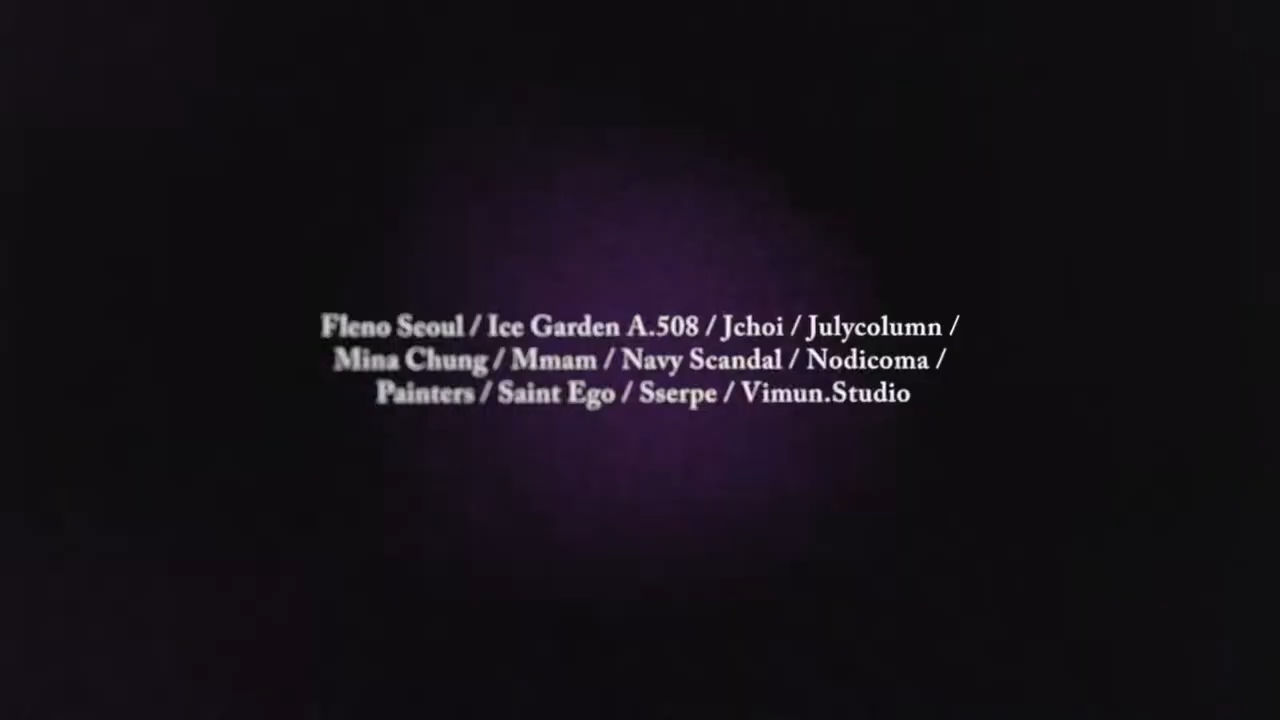 Fleno Seoul / Ice Garden A.508 / Jchoi / Julycolumn /
Mina Chung / Mmam / Navy Scandal / Nodicoma /
Painters / Saint Ego / Sserpe / Vimun.Studio